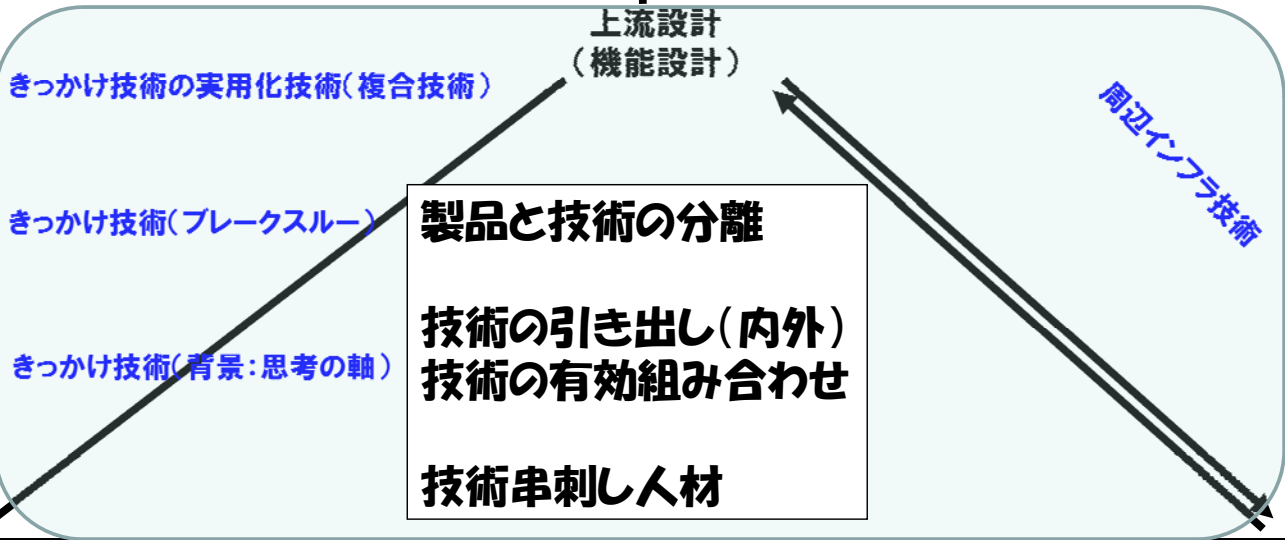 上流設計
（機能設計）
きっかけ技術の実用化技術（複合技術）
周辺インフラ技術
きっかけ技術（ブレークスルー）
製品と技術の分離
技術の引き出し（内外）
きっかけ技術（背景：思考の軸）
技術の有効組み合わせ
技術串刺し人材